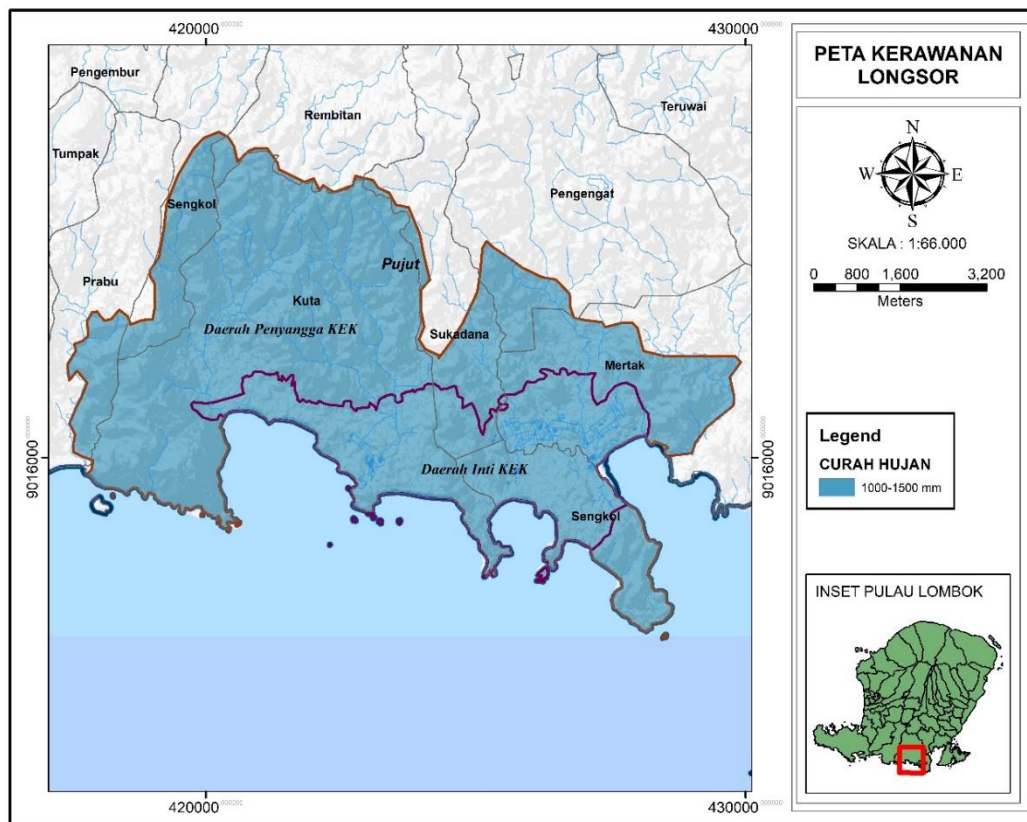 420000
430000
PETA KERAWANAN
LONGSOR
Pengembur
Rembitan
Teruwai
Tumpak
Sengkol
Pengengat
Prabu
Pujut
Kuta
Daerah Penyangga KEK
Sukadana
Mertak
9016000
9016000
Daerah Inti KEK
Sengkol
420000
430000
N
W
E
S
SKALA : 1:66.000
0 800 1,600 3,200
Meters
Legend
CURAH HUJAN
1000-1500 mm
INSET PULAU LOMBOK